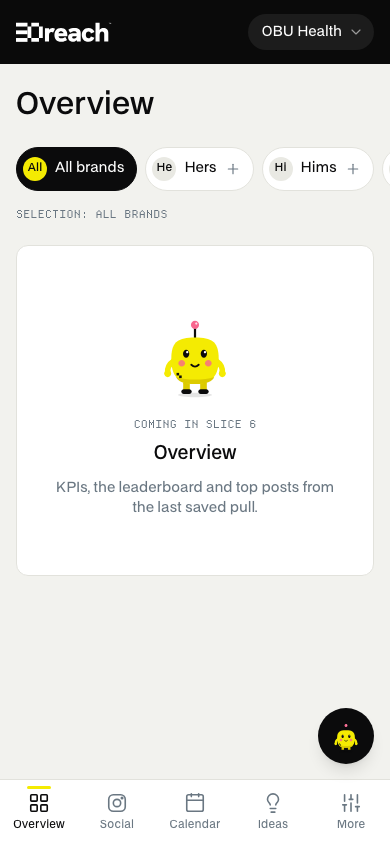 reach
OBU Health
Overview
All All brands
He Hers
Hi Hims
SELECTION: ALL BRANDS
COMING IN SLICE 6
Overview
KPIs, the leaderboard and top posts from
the last saved pull.
Overview Social Calendar Ideas More